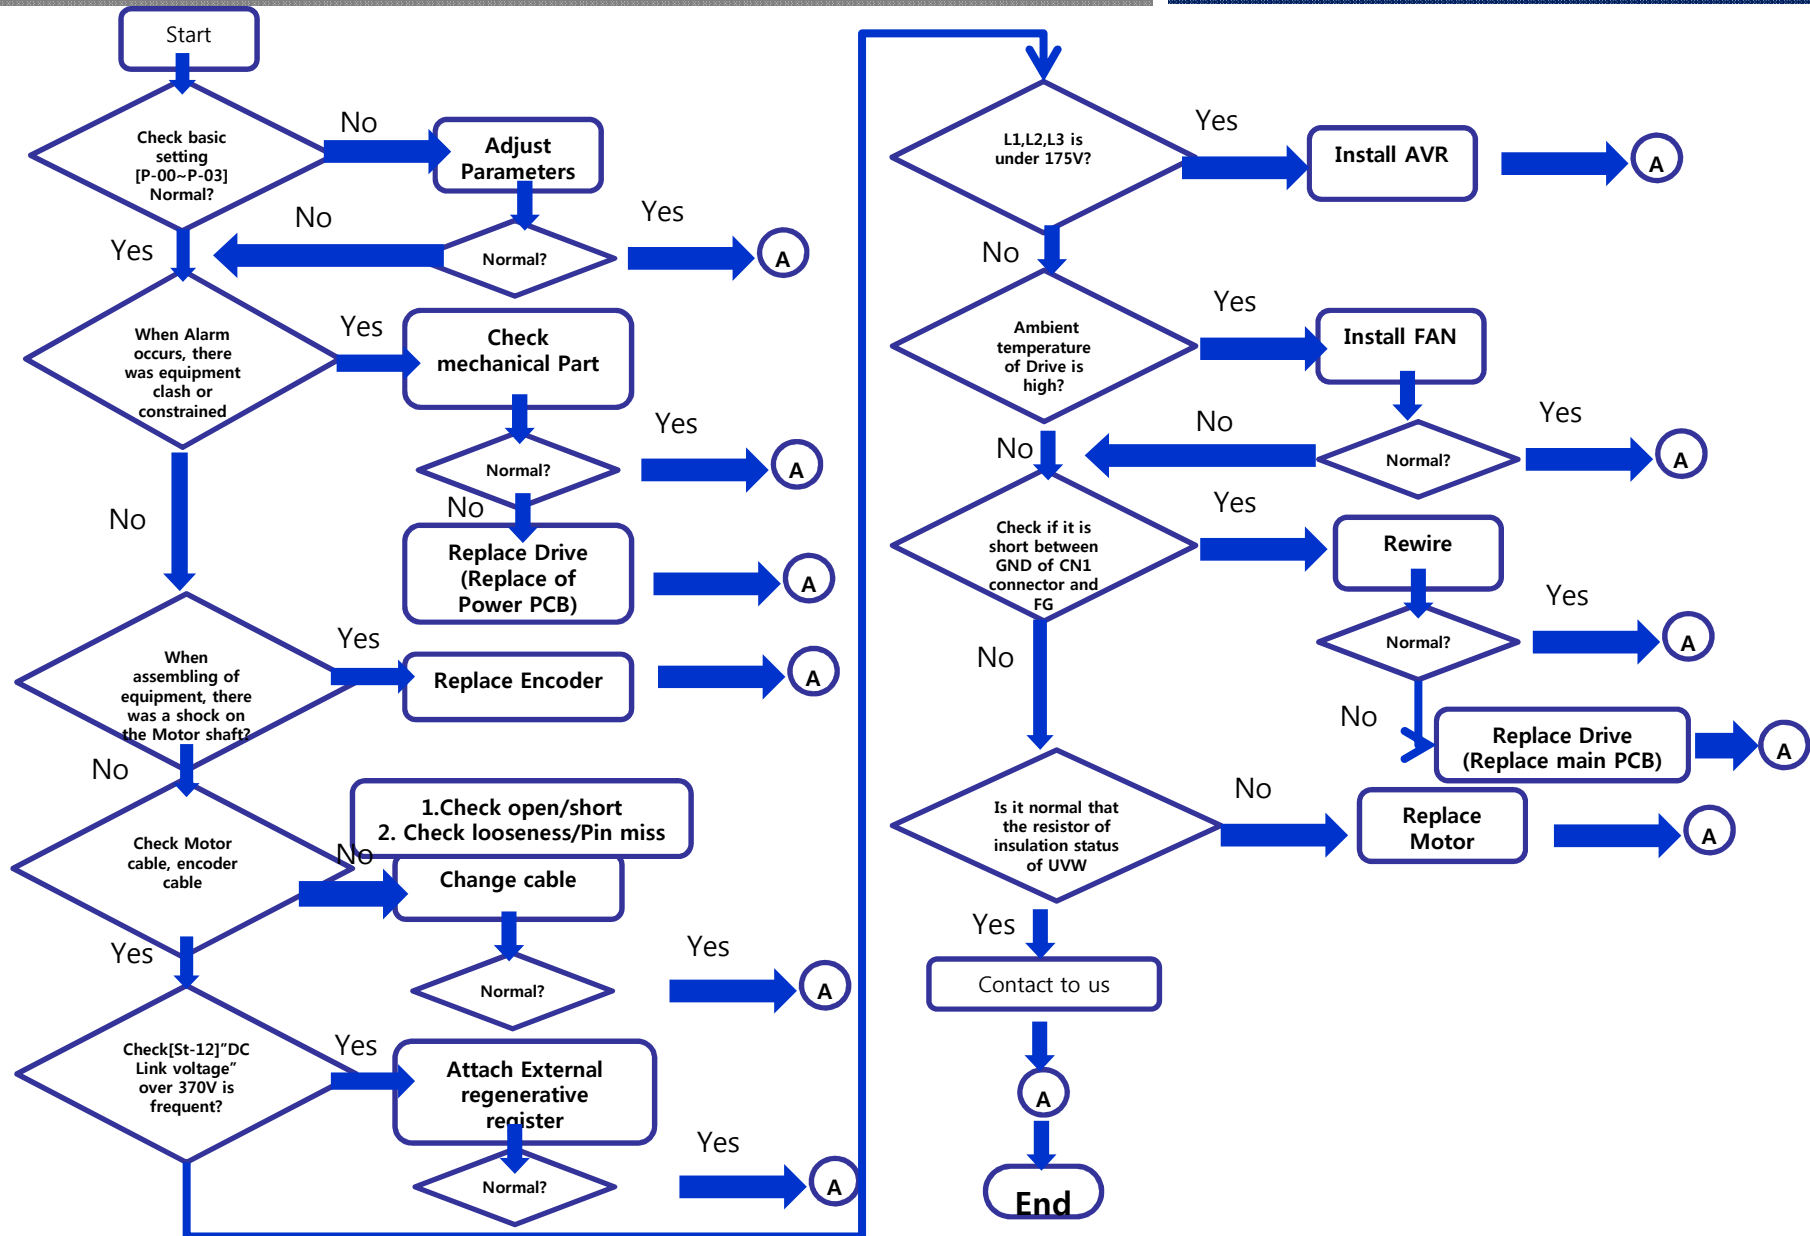 Start
Check basic
setting
[P-00~P-03]
Normal?
No
Adjust
Parameters
No
Normal?
Yes
A
Yes
When Alarm
occurs, there
was equipment
clash or
constrained
Yes
Check
mechanical Part
Normal?
Yes
A
No
Replace Drive
(Replace of
Power PCB)
A
No
When
assembling of
equipment, there
was a shock on
the Motor shaft?
Yes
Replace Encoder
A
No
Check Motor
cable, encoder
cable
1.Check open/short
2. Check looseness/Pin miss
No
Change cable
Normal?
Yes
A
Yes
Check[St-12]"DC
Link voltage"
over 370V is
frequent?
Yes
Attach External
regenerative
register
Normal?
Yes
A
L1,L2,L3 is
under 175V?
Yes
Install AVR
A
No
Ambient
temperature
of Drive is
high?
Yes
Install FAN
No
Normal?
Yes
A
No
Check if it is
short between
GND of CN1
connector and
FG
Yes
Rewire
Normal?
Yes
A
No
Replace Drive
(Replace main PCB)
A
No
Is it normal that
the resistor of
insulation status
of UVW
No
Replace
Motor
A
Yes
Contact to us
A
End